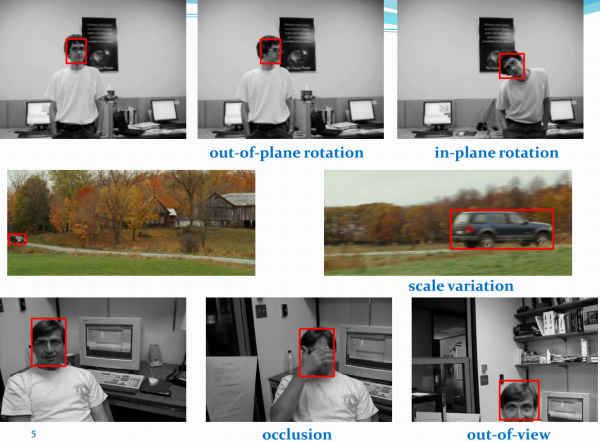 out-of-plane rotation
in-plane rotation
scale variation
5
occlusion
out-of-view